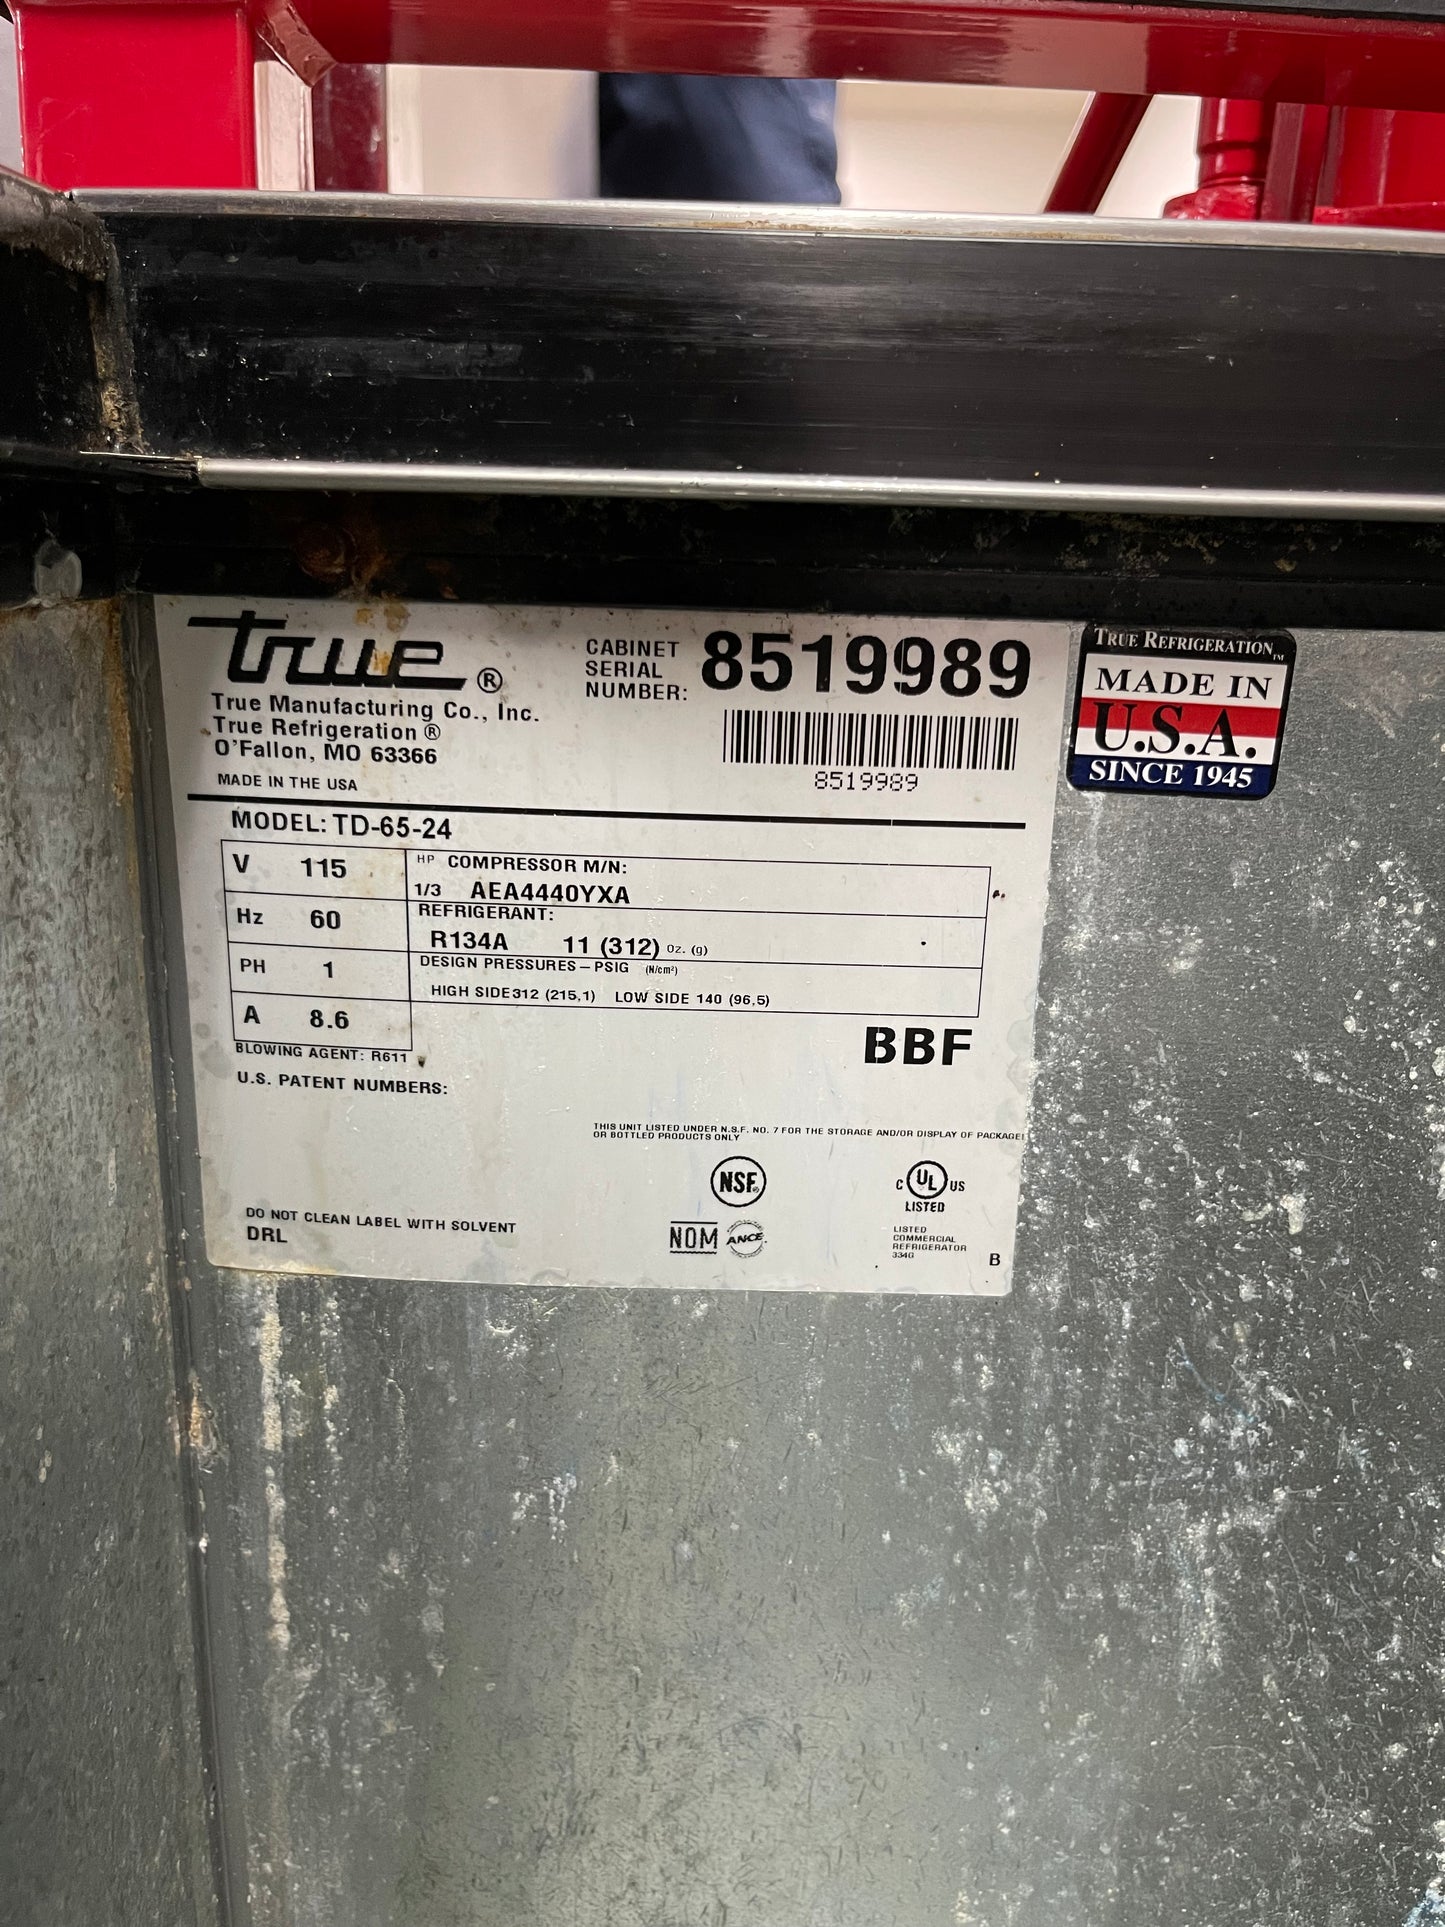 true®
True Manufacturing Co., Inc.
True Refrigeration ®
O'Fallon, MO 63366
MADE IN THE USA
CABINET
SERIAL
NUMBER: 8519989
8519989
TRUE REFRIGERATION™
MADE IN
U.S.A.
SINCE 1945
MODEL: TD-65-24
V 115
Hz 60
PH 1
A 8.6
HP COMPRESSOR M/N:
1/3 AEA4440YXA
REFRIGERANT:
R134A 11 (312) Oz. (g)
DESIGN PRESSURES – PSIG (N/cm²)
HIGH SIDE 312 (215,1) LOW SIDE 140 (96,5)
BLOWING AGENT: R611
BBF
U.S. PATENT NUMBERS:
THIS UNIT LISTED UNDER N.S.F. NO. 7 FOR THE STORAGE AND/OR DISPLAY OF PACKAGE
OR BOTTLED PRODUCTS ONLY
NSF®
C UL US
LISTED
NOM ANCE
LISTED
COMMERCIAL
REFRIGERATOR
334G
B
DO NOT CLEAN LABEL WITH SOLVENT
DRL